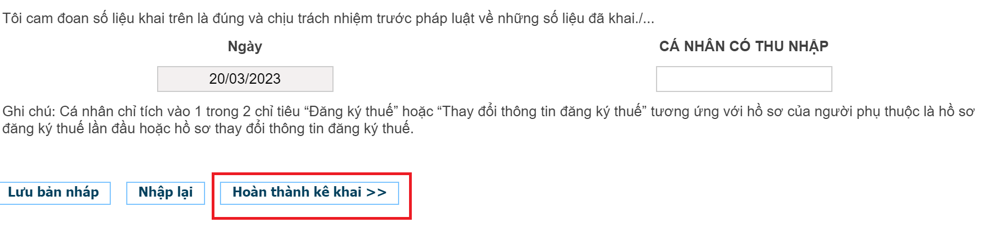 Tôi cam đoan số liệu khai trên là đúng và chịu trách nhiệm trước pháp luật về những số liệu đã khai./...
Ngày
CÁ NHÂN CÓ THU NHẬP
20/03/2023
Ghi chú: Cá nhân chỉ tích vào 1 trong 2 chỉ tiêu “Đăng ký thuế” hoặc “Thay đổi thông tin đăng ký thuế” tương ứng với hồ sơ của người phụ thuộc là hồ sơ
đăng ký thuế lần đầu hoặc hồ sơ thay đổi thông tin đăng ký thuế.
Lưu bản nháp
Nhập lại
Hoàn thành kê khai >>